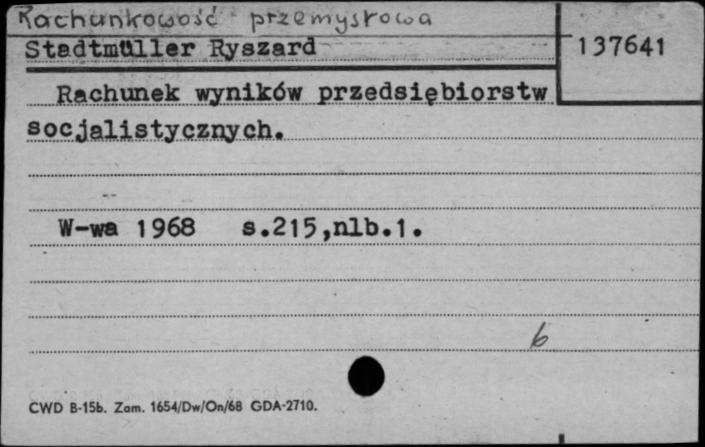 Rachunkowość przemysłowa
Stadtmüller Ryszard
137641
Rachunek wyników przedsiębiorstw
socjalistycznych.
W-wa 1968 s.215,nlb.1.
b
CWD B-15b. Zam. 1654/Dw/On/68 GDA-2710.